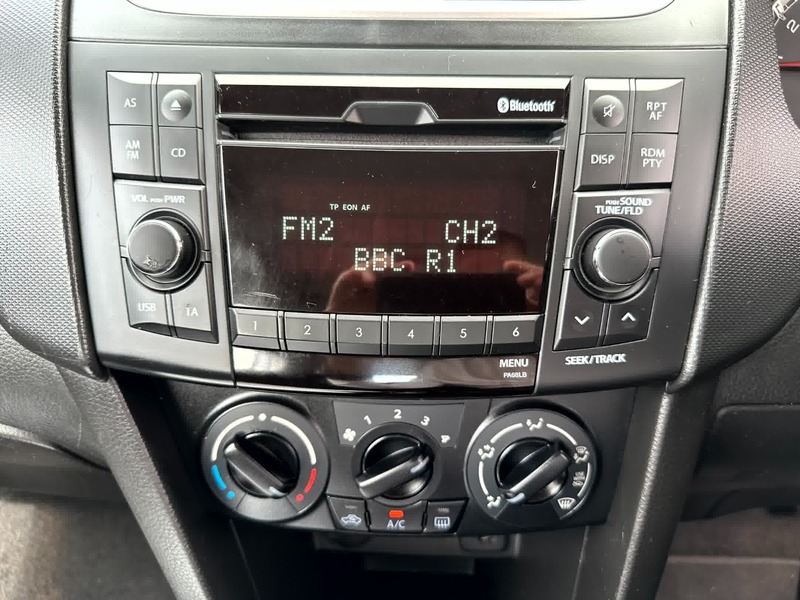 Bluetooth
AS
AM
FM
CD
RPT
AF
DISP
RDM
PTY
VOL PUSH PWR
PUSH SOUND
TUNE/FLD
TP EON AF
FM2 CH2
BBC R1
USB TA
1 2 3 4 5 6
MENU
PA68LB
SEEK/TRACK
1 2 3 4
A/C